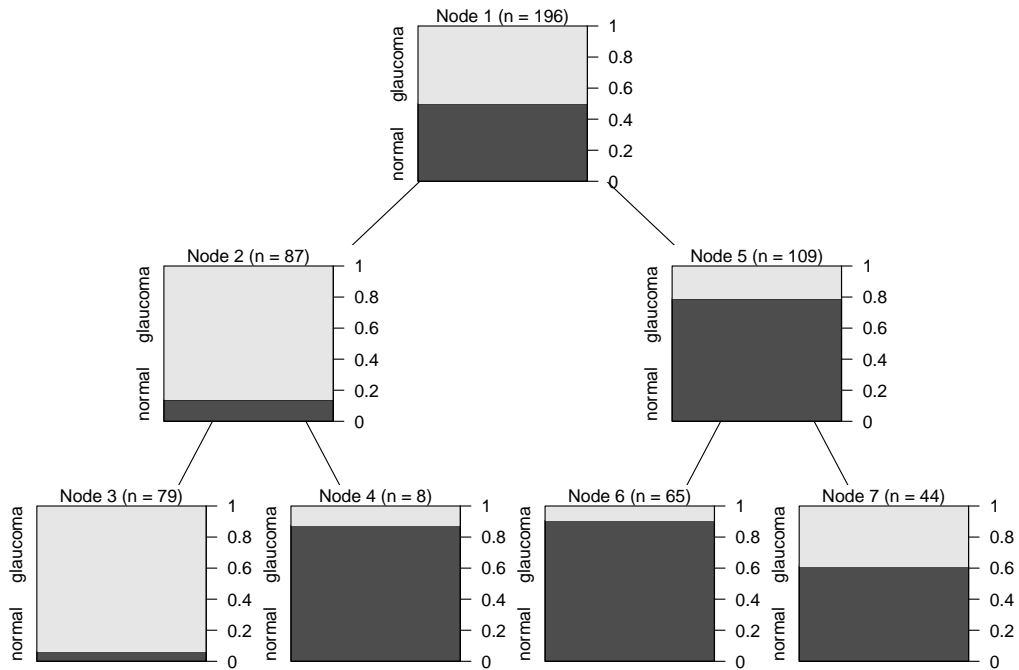 Node 1 (n = 196)
glaucoma
normal
1
0.8
0.6
0.4
0.2
0
Node 2 (n = 87)
glaucoma
normal
1
0.8
0.6
0.4
0.2
0
Node 5 (n = 109)
glaucoma
normal
1
0.8
0.6
0.4
0.2
0
Node 3 (n = 79)
glaucoma
normal
1
0.8
0.6
0.4
0.2
0
Node 4 (n = 8)
glaucoma
normal
1
0.8
0.6
0.4
0.2
0
Node 6 (n = 65)
glaucoma
normal
1
0.8
0.6
0.4
0.2
0
Node 7 (n = 44)
glaucoma
normal
1
0.8
0.6
0.4
0.2
0